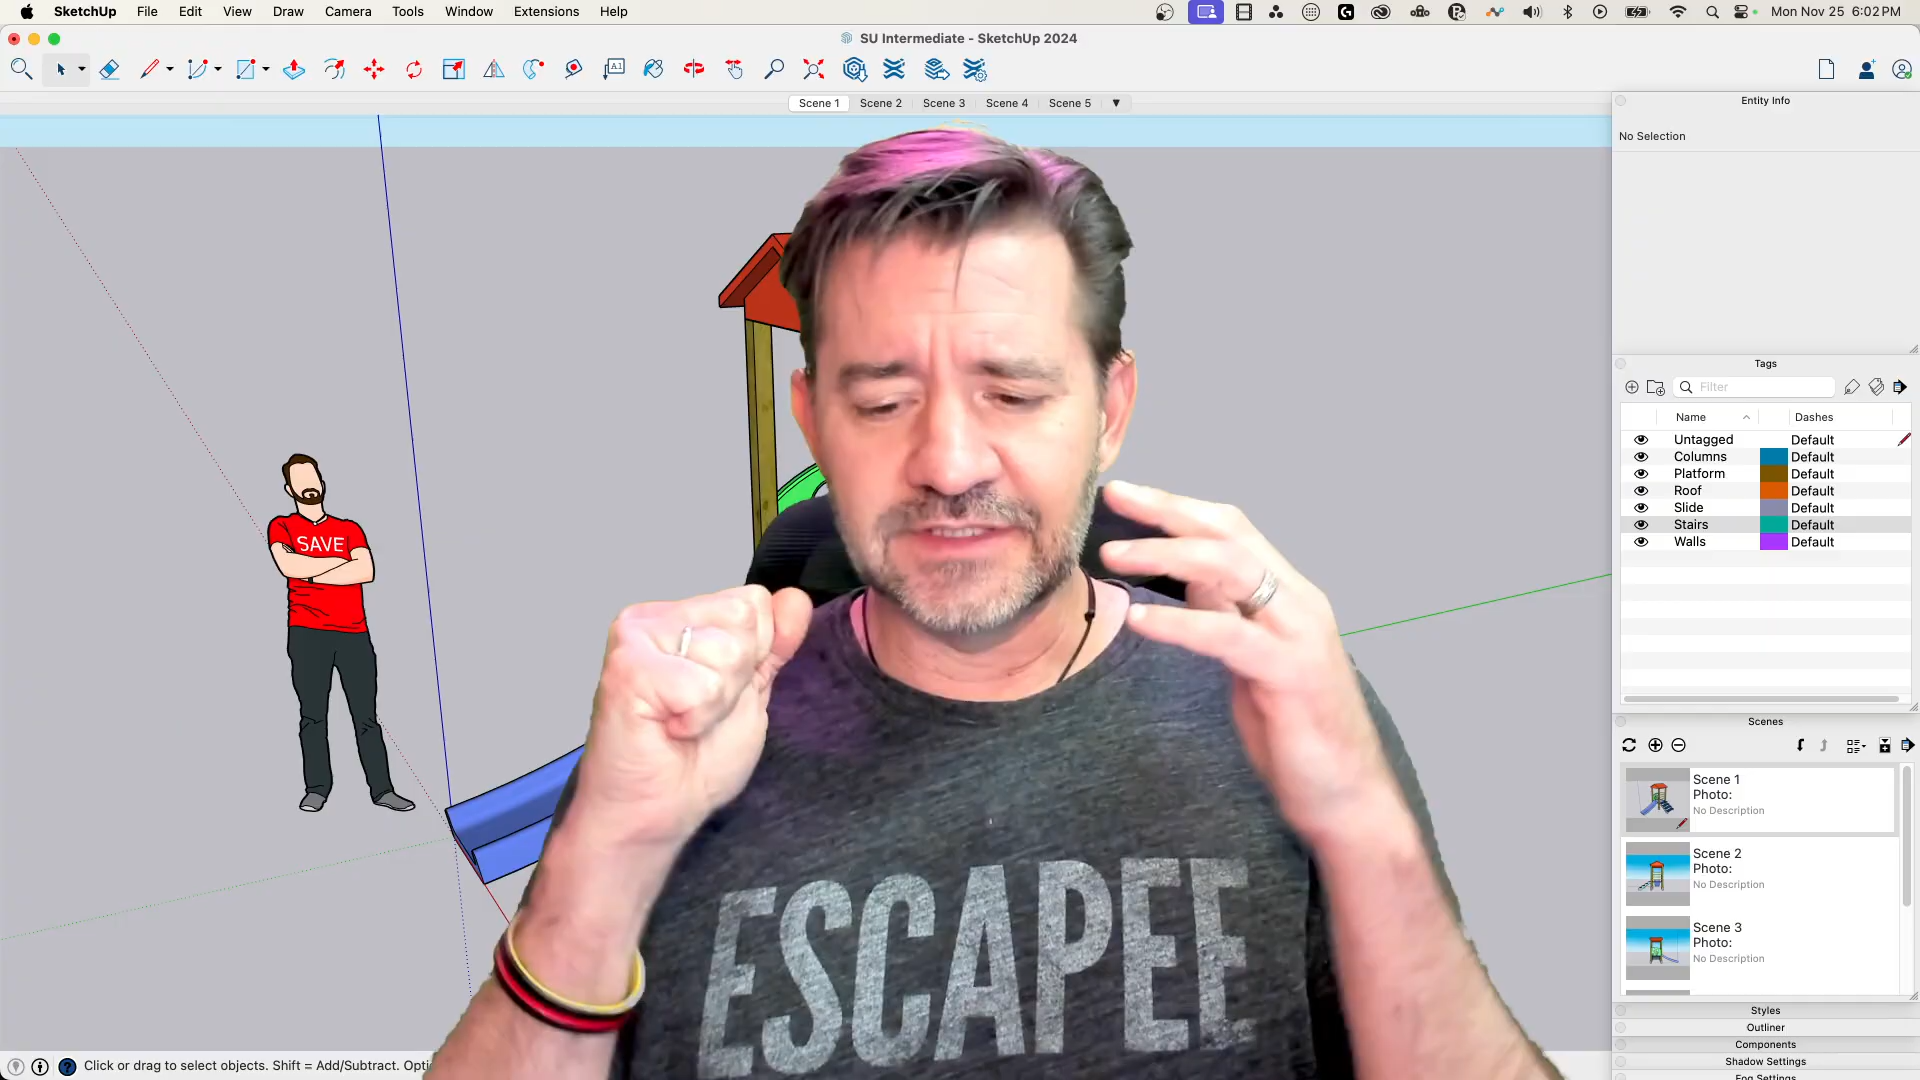 SketchUp File Edit View Draw Camera Tools Window Extensions Help Mon Nov 25 6:02 PM
SU Intermediate - SketchUp 2024
A1
Scene 1 Scene 2 Scene 3 Scene 4 Scene 5
Entity Info
No Selection
Tags
Filter
Name Dashes
Untagged Default
Columns Default
Platform Default
Roof Default
Slide Default
Stairs Default
Walls Default
SAVE
ESCAPEE
Scenes
Scene 1
Photo:
No Description
Scene 2
Photo:
No Description
Scene 3
Photo:
No Description
Styles
Outliner
Components
Shadow Settings
Fog Settings
Click or drag to select objects. Shift = Add/Subtract. Opti